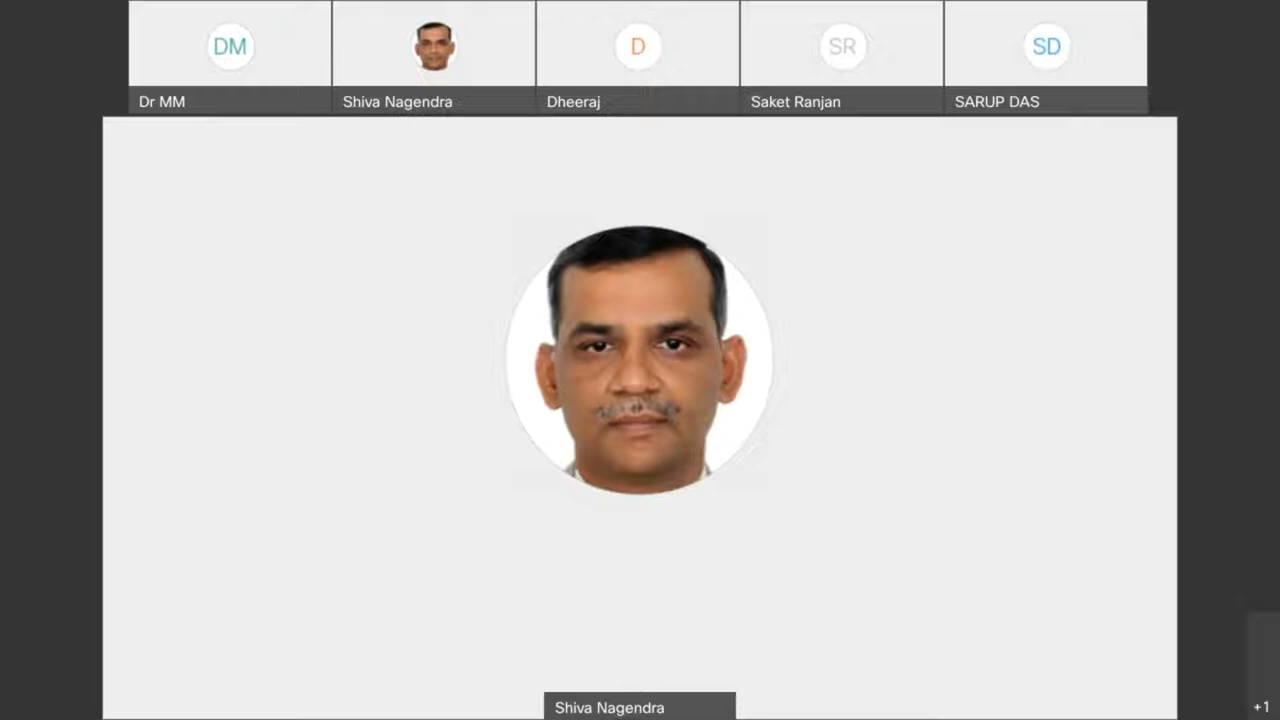 DM
D
SR
SD
Dr MM
Shiva Nagendra
Dheeraj
Saket Ranjan
SARUP DAS
Shiva Nagendra
+1